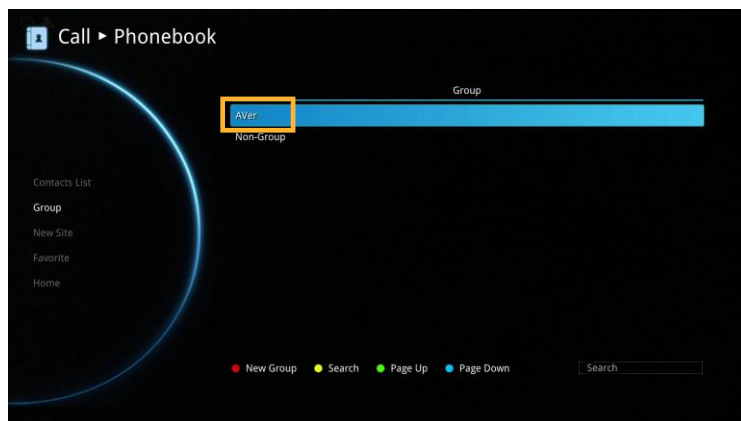 Call ► Phonebook
Group
AVer
Non-Group
Contacts List
Group
New Site
Favorite
Home
New Group Search Page Up Page Down Search